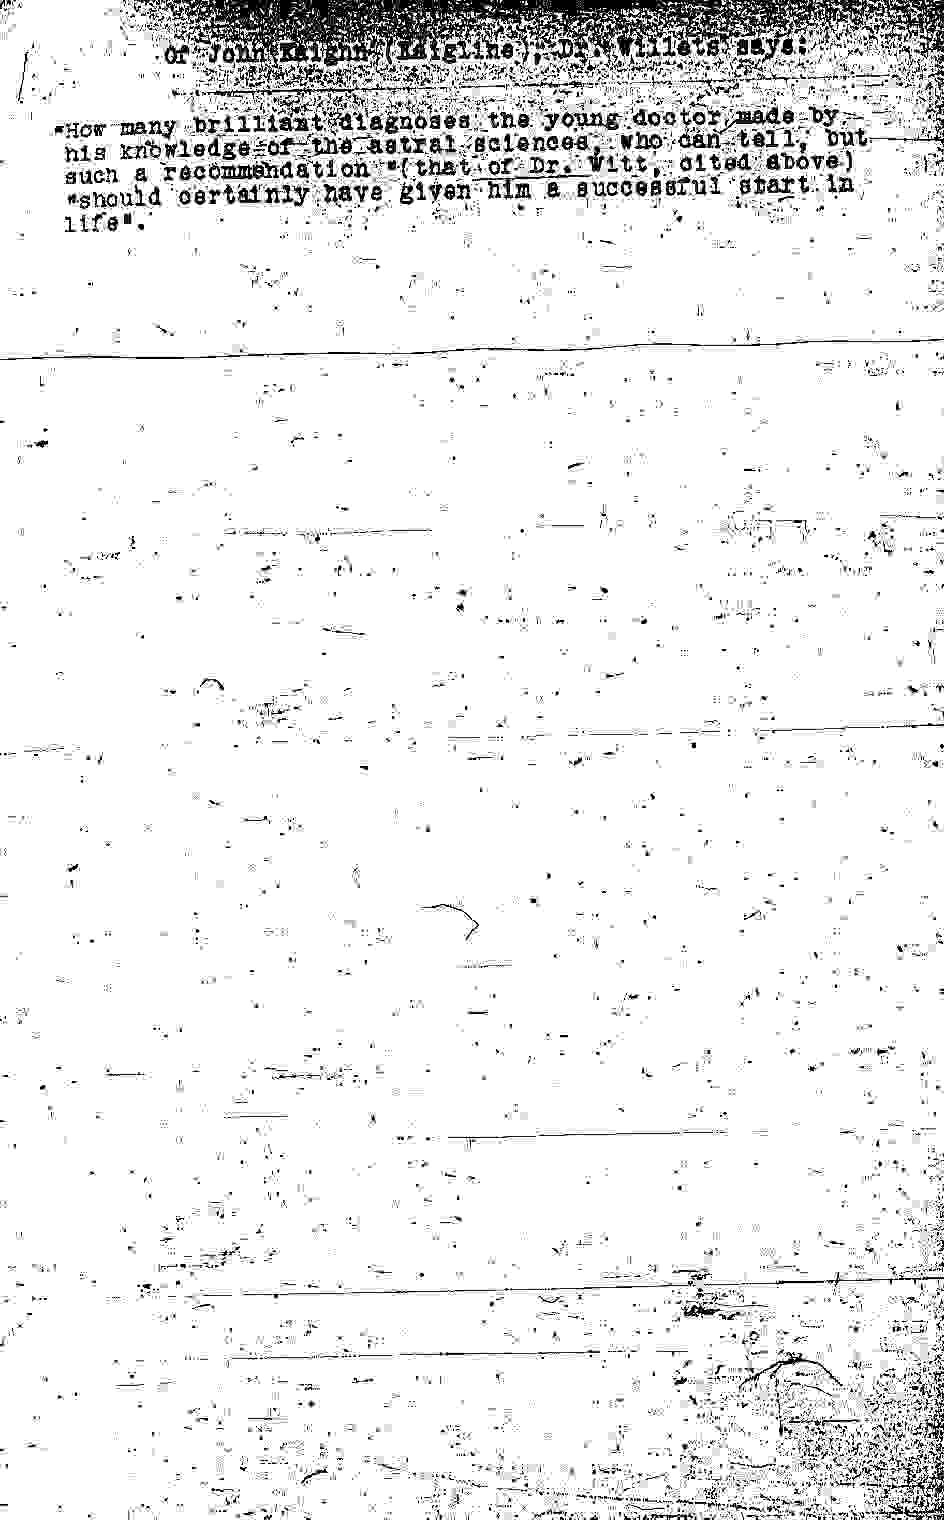 Of John Kaighn (Kaigline), Dr. Willets says:
"How many brilliant diagnoses the young doctor made by
his knowledge of the astral sciences, who can tell, but
such a recommendation "(that of Dr. Witt, cited above)
"should certainly have given him a successful start in
life".